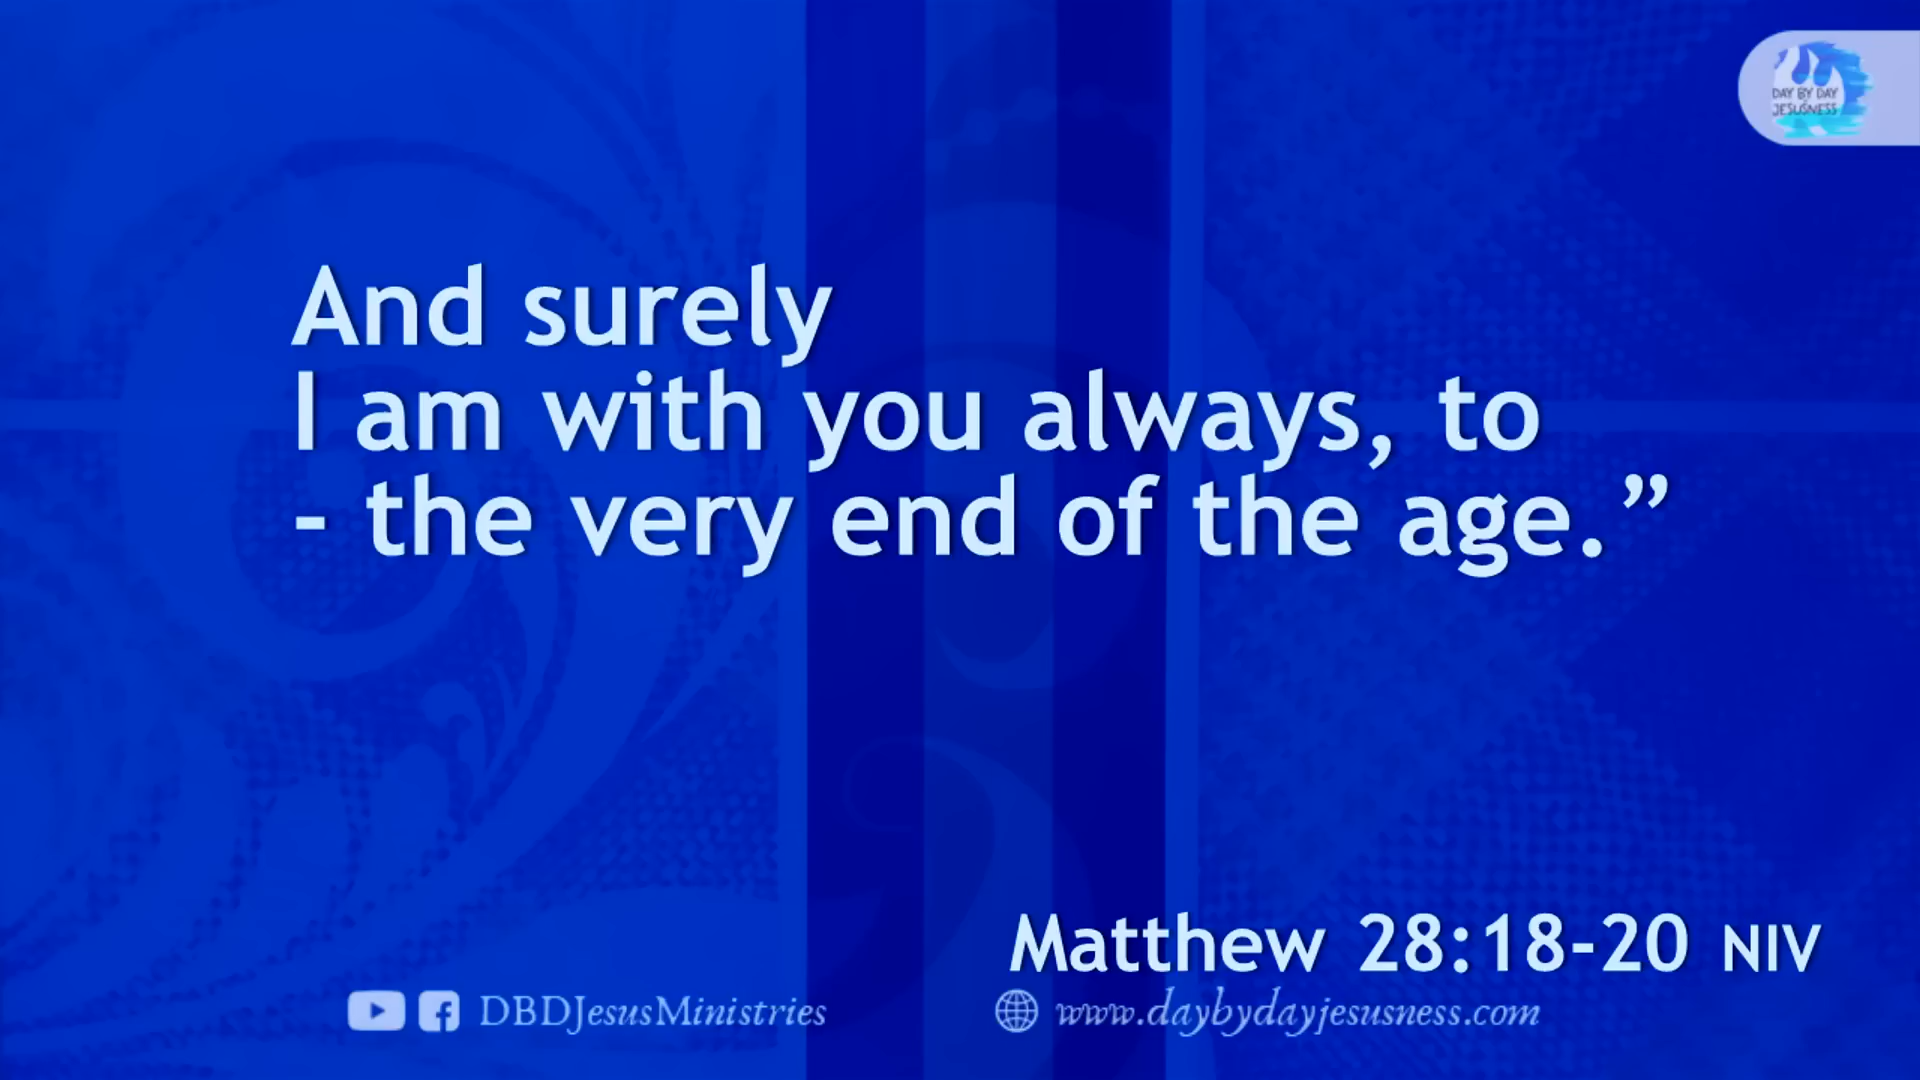 DAY BY DAY
JESUSNESS
And surely
I am with you always, to
- the very end of the age.”
Matthew 28:18-20 NIV
DBDJesusMinistries
www.daybydayjesusness.com